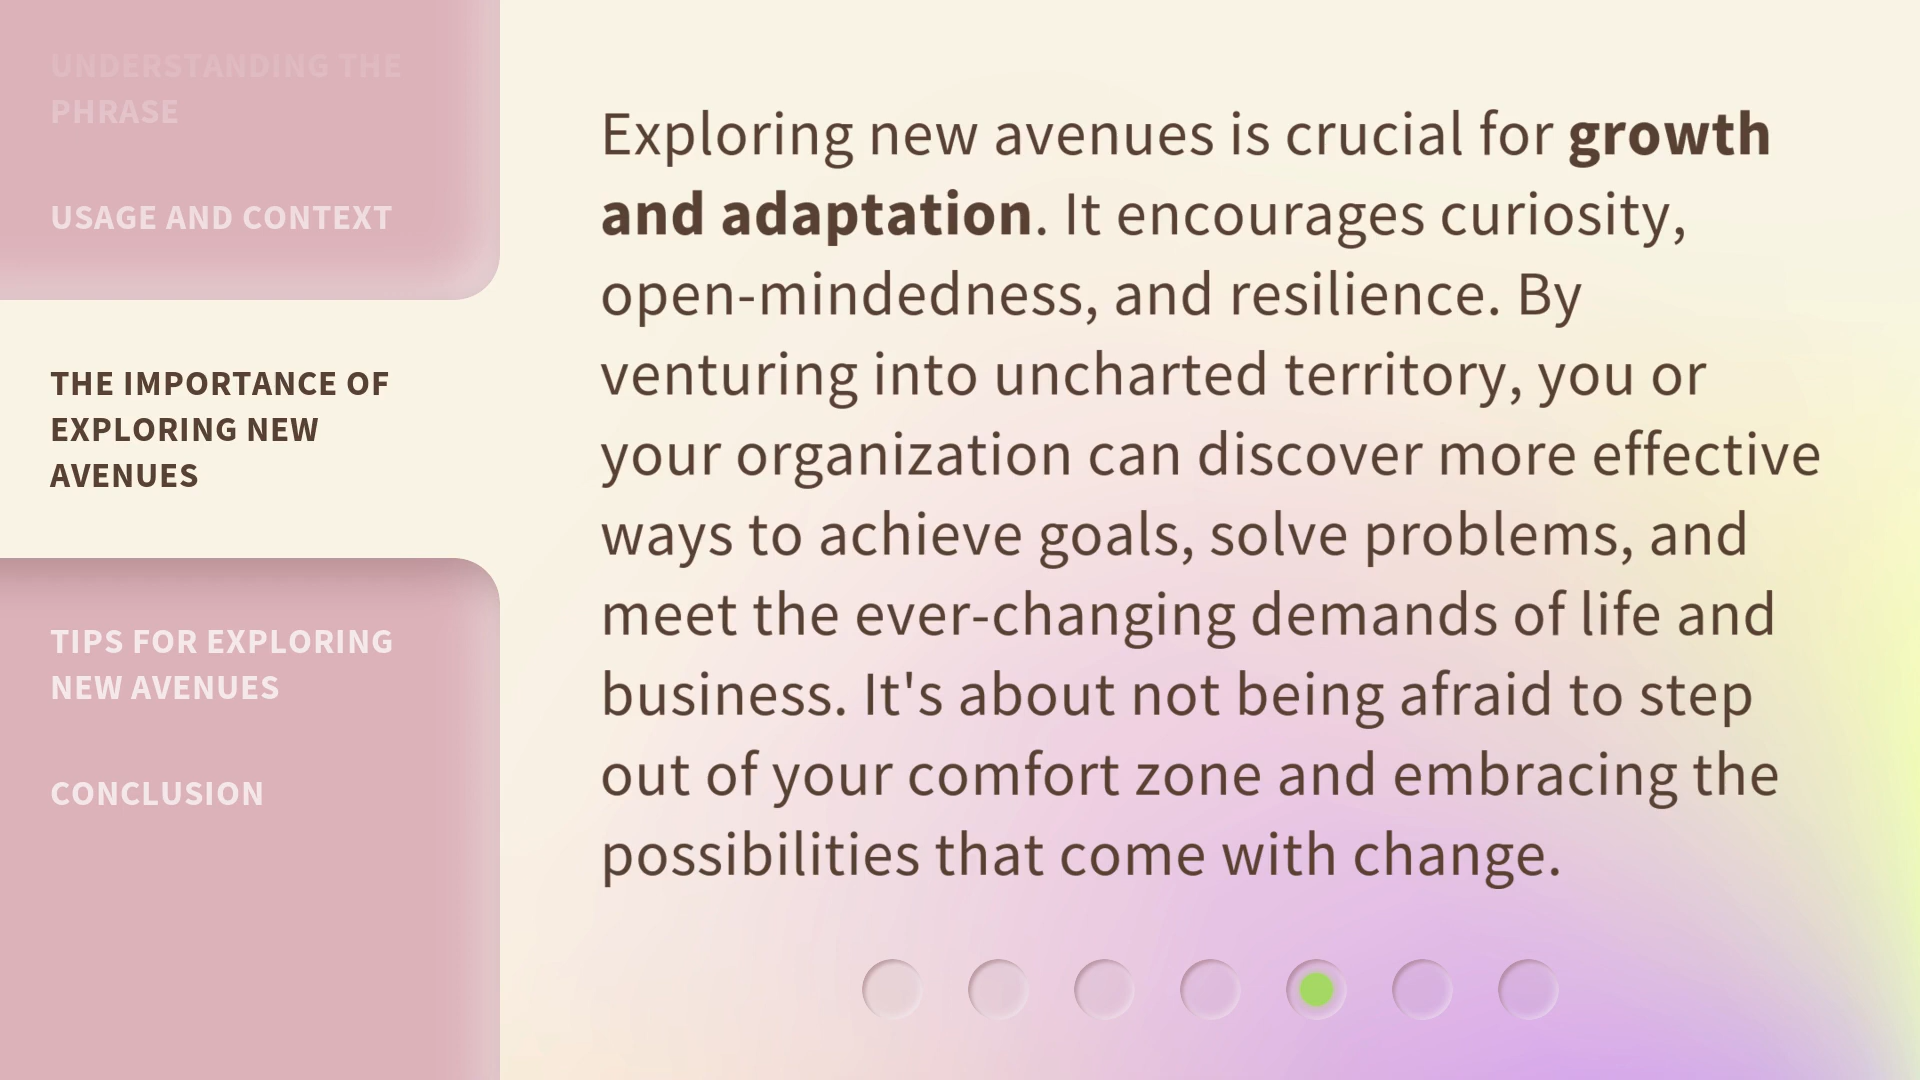 UNDERSTANDING THE
PHRASE
USAGE AND CONTEXT
THE IMPORTANCE OF
EXPLORING NEW
AVENUES
TIPS FOR EXPLORING
NEW AVENUES
CONCLUSION
Exploring new avenues is crucial for growth
and adaptation. It encourages curiosity,
open-mindedness, and resilience. By
venturing into uncharted territory, you or
your organization can discover more effective
ways to achieve goals, solve problems, and
meet the ever-changing demands of life and
business. It's about not being afraid to step
out of your comfort zone and embracing the
possibilities that come with change.